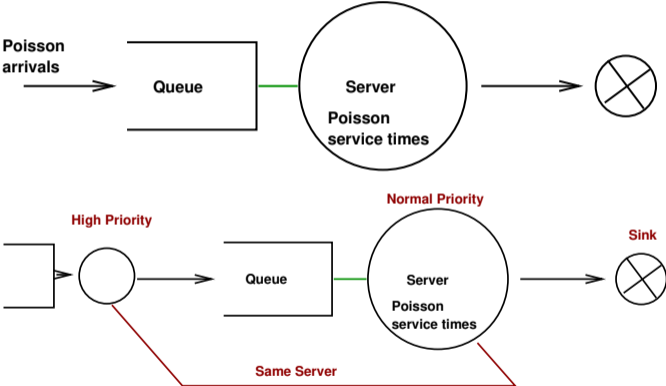 Poisson
arrivals
Queue
Server
Poisson
service times
Normal Priority
High Priority
Sink
Queue
Server
Poisson
service times
Same Server